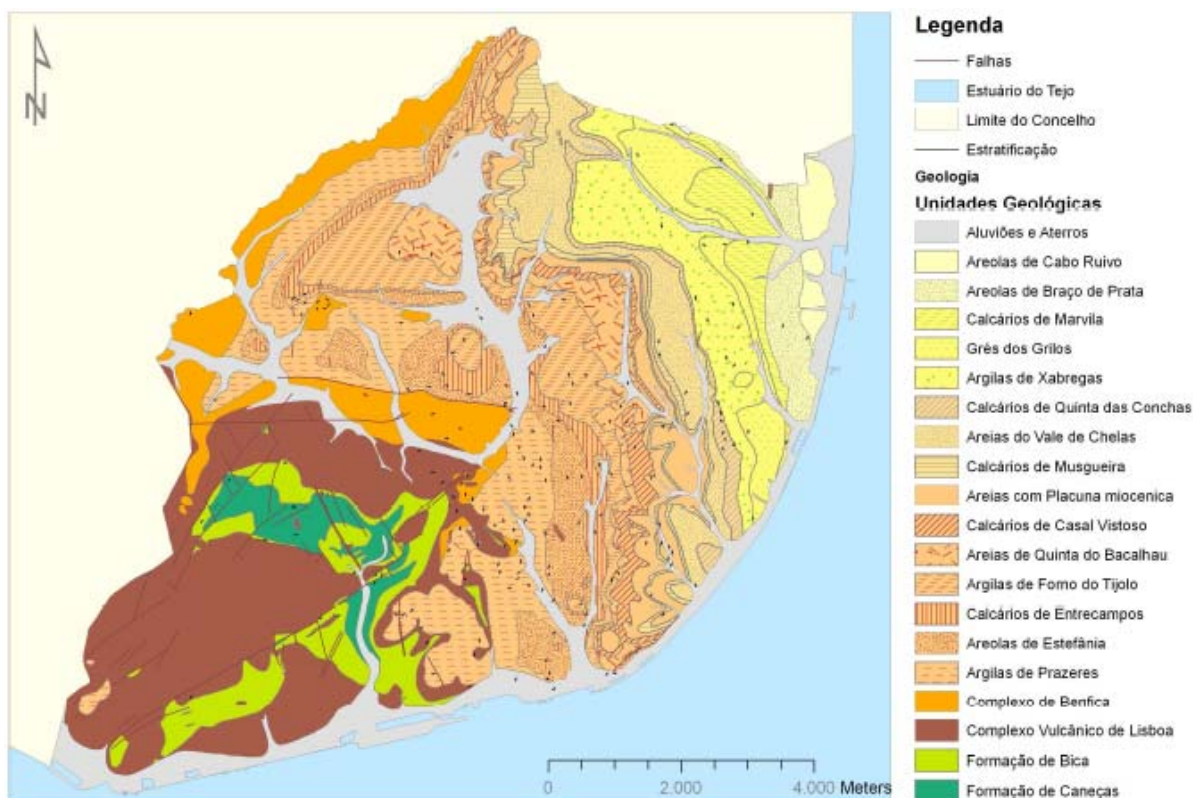 N
0 2.000 4.000 Meters
Legenda
Falhas
Estuário do Tejo
Limite do Concelho
Estratificação
Geologia
Unidades Geológicas
Aluviões e Aterros
Areolas de Cabo Ruivo
Areolas de Braço de Prata
Calcários de Marvila
Grés dos Grilos
Argilas de Xabregas
Calcários de Quinta das Conchas
Areias do Vale de Chelas
Calcários de Musgueira
Areias com Placuna miocenica
Calcários de Casal Vistoso
Areias de Quinta do Bacalhau
Argilas de Forno do Tijolo
Calcários de Entrecampos
Areolas de Estefânia
Argilas de Prazeres
Complexo de Benfica
Complexo Vulcânico de Lisboa
Formação de Bica
Formação de Caneças